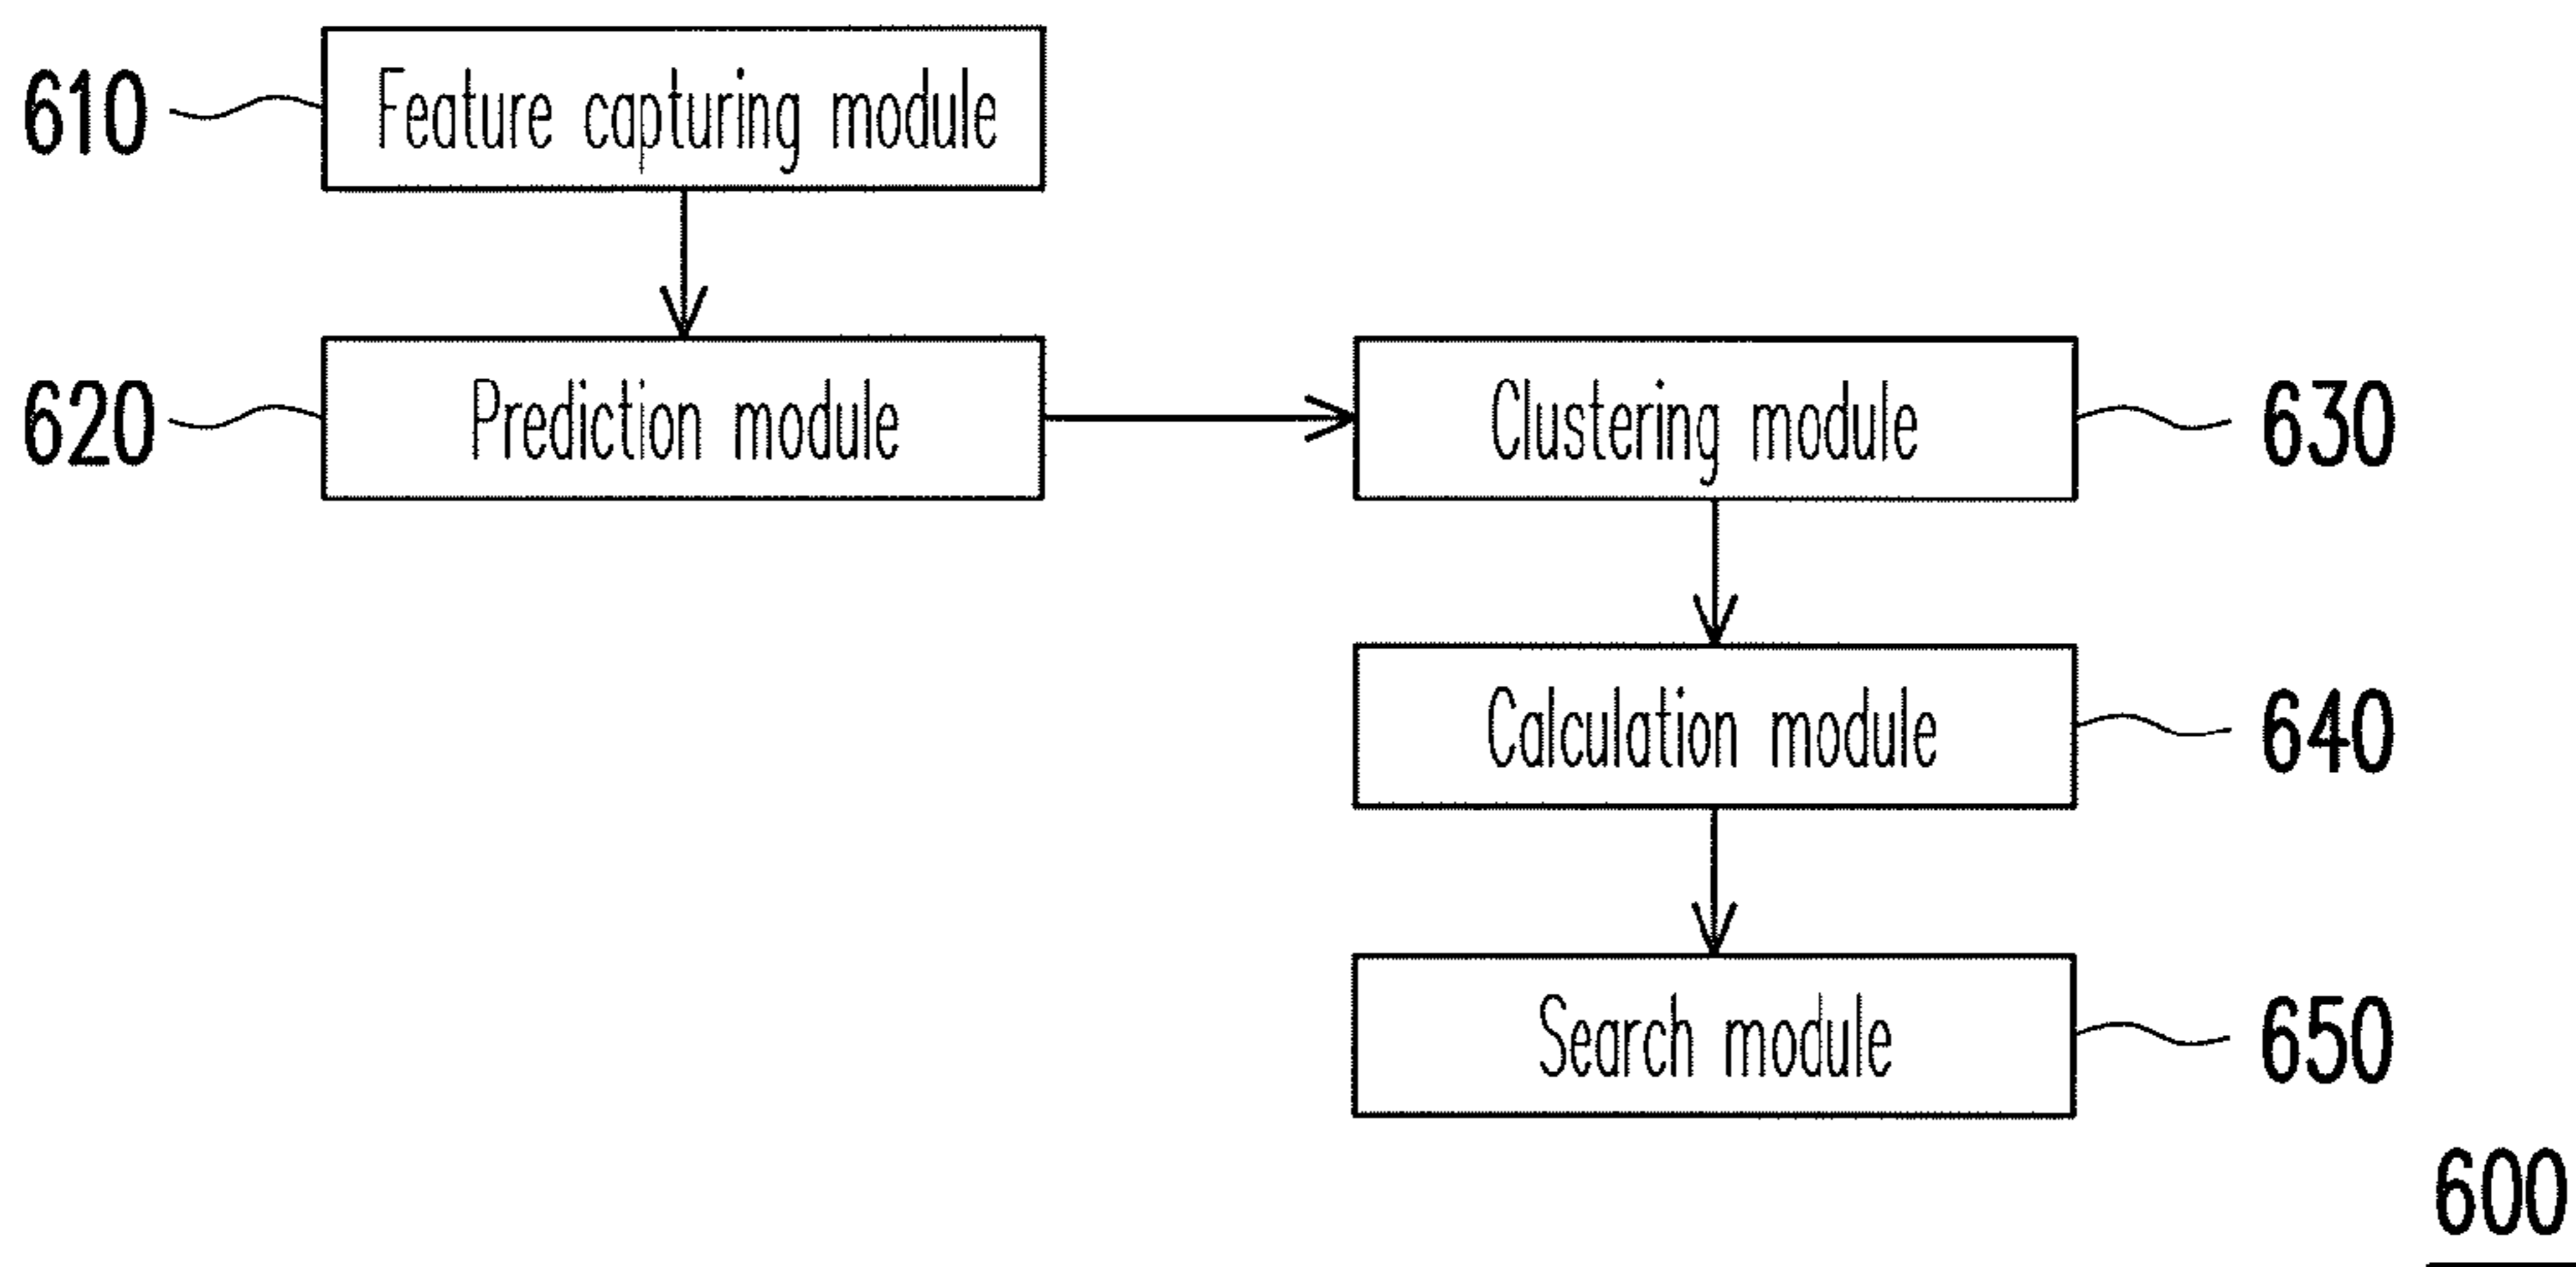 610 Feature capturing module
620 Prediction module Clustering module 630
Calculation module 640
Search module 650
600